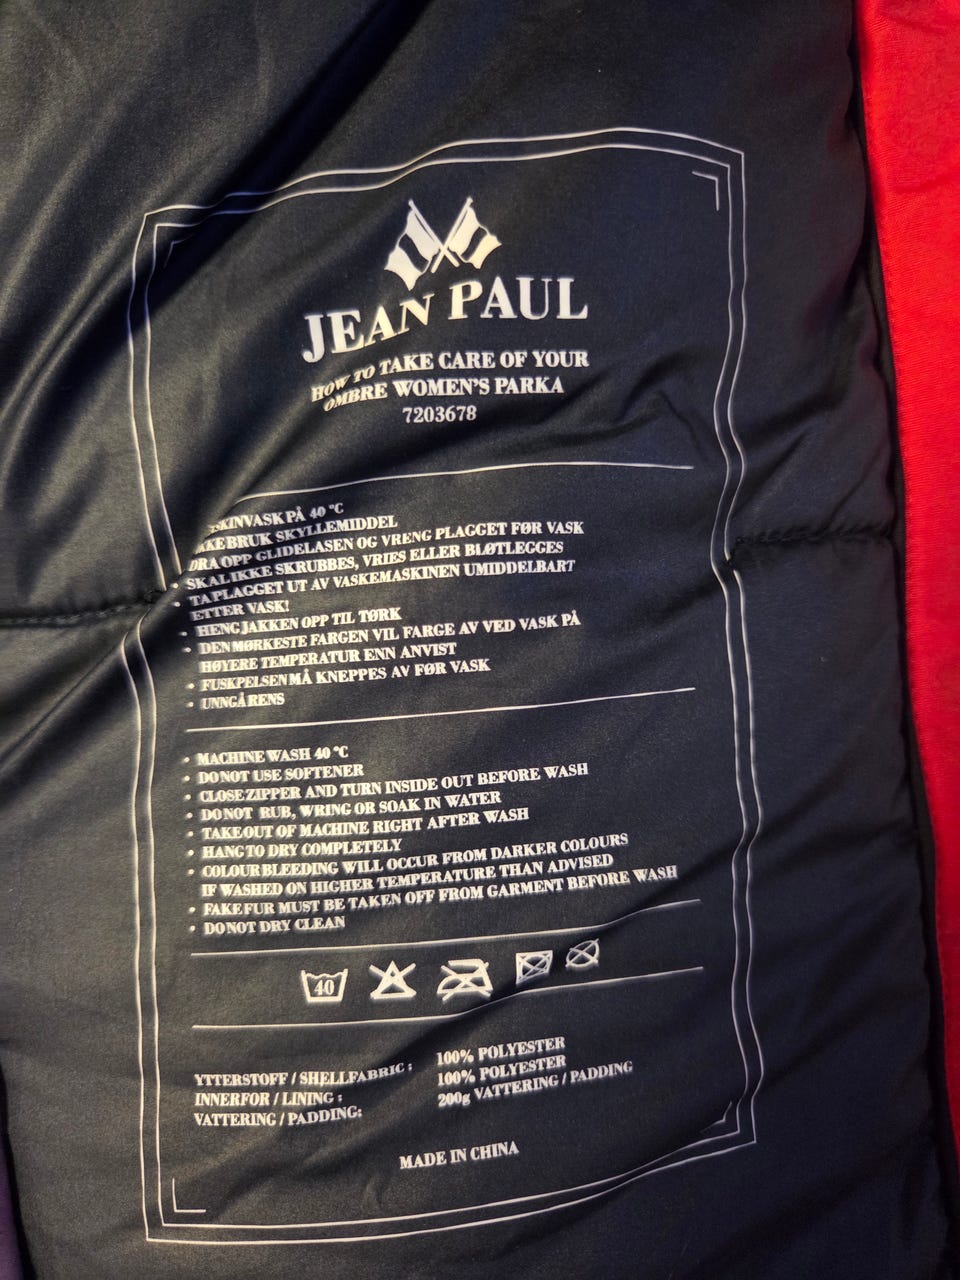 JEAN PAUL
HOW TO TAKE CARE OF YOUR
OMBRE WOMEN'S PARKA
7203678
PÅ 40 °C
BRUK SKYLLEMIDDEL
DRA OPP GLIDELASEN OG VRENG PLAGGET FØR VASK
• SKAL IKKE SKRUBBES, VRIES ELLER BLØTLEGGES
• TA PLAGGET UT AV VASKEMASKINEN UMIDDELBART
ETTER VASK!
• HENG JAKKEN OPP TIL TØRK
• DEN MØRKESTE FARGEN VIL FARGE AV VED VASK PÅ
HØYERE TEMPERATUR ENN ANVIST
• FUSKPELSEN MÅ KNEPPES AV FØR VASK
• UNNGÅ RENS
• MACHINE WASH 40 °C
• DO NOT USE SOFTENER
• CLOSE ZIPPER AND TURN INSIDE OUT BEFORE WASH
• DO NOT RUB, WRING OR SOAK IN WATER
• TAKE OUT OF MACHINE RIGHT AFTER WASH
• HANG TO DRY COMPLETELY
• COLOUR BLEEDING WILL OCCUR FROM DARKER COLOURS
IF WASHED ON HIGHER TEMPERATURE THAN ADVISED
• FAKE FUR MUST BE TAKEN OFF FROM GARMENT BEFORE WASH
• DO NOT DRY CLEAN
40
YTTERSTOFF / SHELLFABRIC : 100% POLYESTER
INNERFOR / LINING : 100% POLYESTER
VATTERING / PADDING: 200g VATTERING / PADDING
MADE IN CHINA